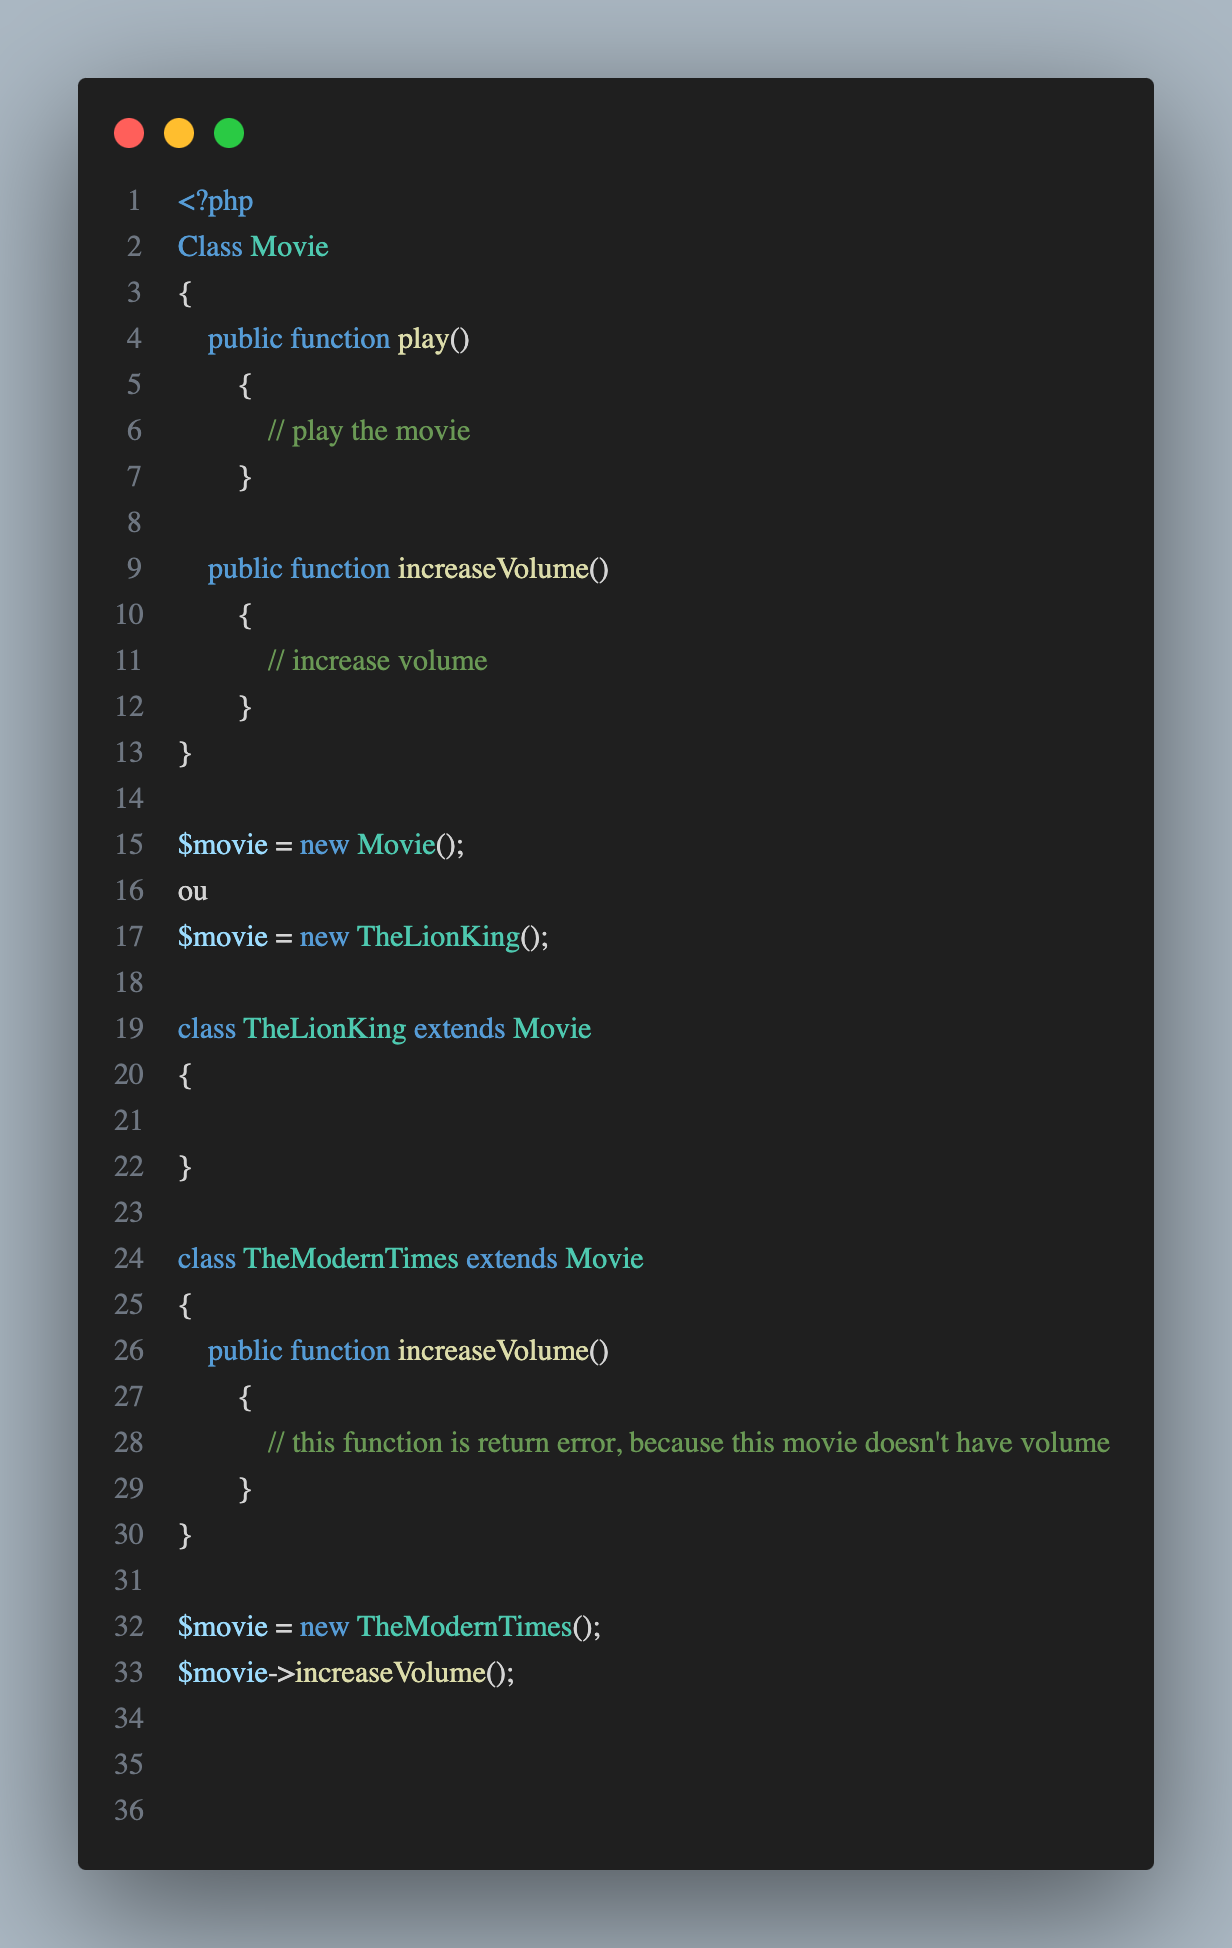 1 <?php
2 Class Movie
3 {
4 public function play()
5 {
6 // play the movie
7 }
8
9 public function increaseVolume()
10 {
11 // increase volume
12 }
13 }
14
15 $movie = new Movie();
16 ou
17 $movie = new TheLionKing();
18
19 class TheLionKing extends Movie
20 {
21
22 }
23
24 class TheModernTimes extends Movie
25 {
26 public function increaseVolume()
27 {
28 // this function is return error, because this movie doesn't have volume
29 }
30 }
31
32 $movie = new TheModernTimes();
33 $movie->increaseVolume();
34
35
36